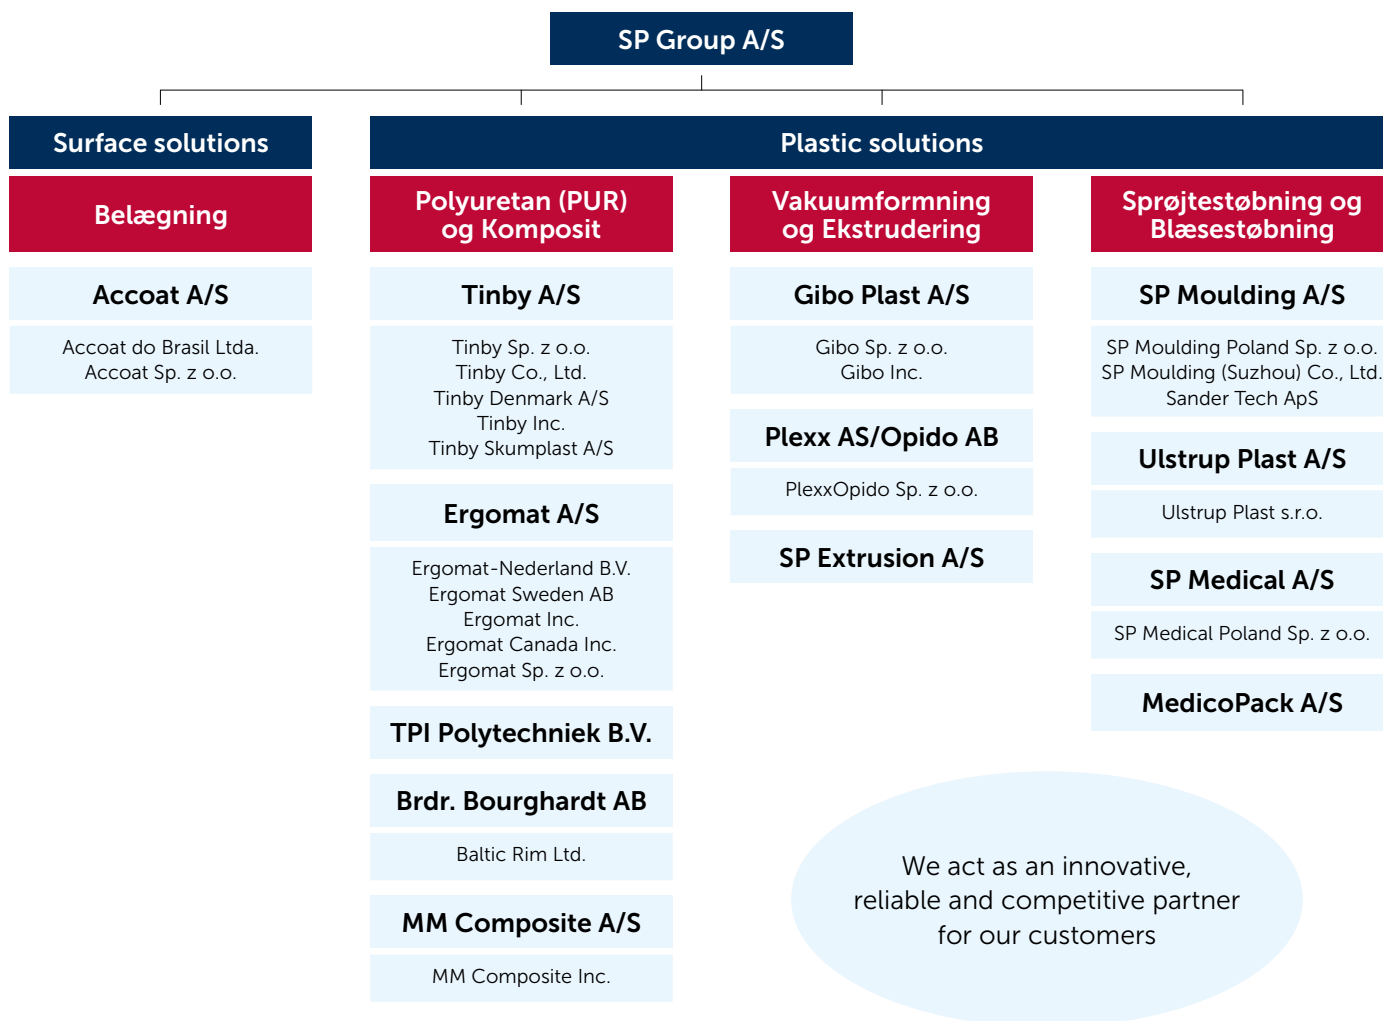 SP Group A/S
Surface solutions
Plastic solutions
Belægning
Accoat A/S
Accoat do Brasil Ltda.
Accoat Sp. z o.o.
Polyuretan (PUR)
og Komposit
Tinby A/S
Tinby Sp. z o.o.
Tinby Co., Ltd.
Tinby Denmark A/S
Tinby Inc.
Tinby Skumplast A/S
Ergomat A/S
Ergomat-Nederland B.V.
Ergomat Sweden AB
Ergomat Inc.
Ergomat Canada Inc.
Ergomat Sp. z o.o.
TPI Polytechniek B.V.
Brdr. Bourghardt AB
Baltic Rim Ltd.
MM Composite A/S
MM Composite Inc.
Vakuumformning
og Ekstrudering
Gibo Plast A/S
Gibo Sp. z o.o.
Gibo Inc.
Plexx AS/Opido AB
PlexxOpido Sp. z o.o.
SP Extrusion A/S
Sprøjtestøbning og
Blæsestøbning
SP Moulding A/S
SP Moulding Poland Sp. z o.o.
SP Moulding (Suzhou) Co., Ltd.
Sander Tech ApS
Ulstrup Plast A/S
Ulstrup Plast s.r.o.
SP Medical A/S
SP Medical Poland Sp. z o.o.
MedicoPack A/S
We act as an innovative,
reliable and competitive partner
for our customers